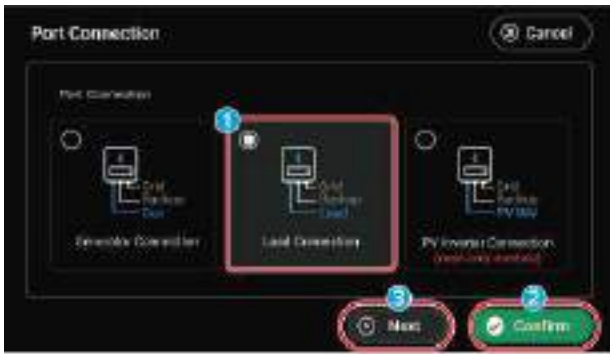 Port Connection
Cancel
Port Connection
1
Grid
Backup
Gen
Generator Connection
Grid
Backup
Load
Load Connection
Grid
Backup
PV INV
PV Inverter Connection
3
Next
2
Confirm